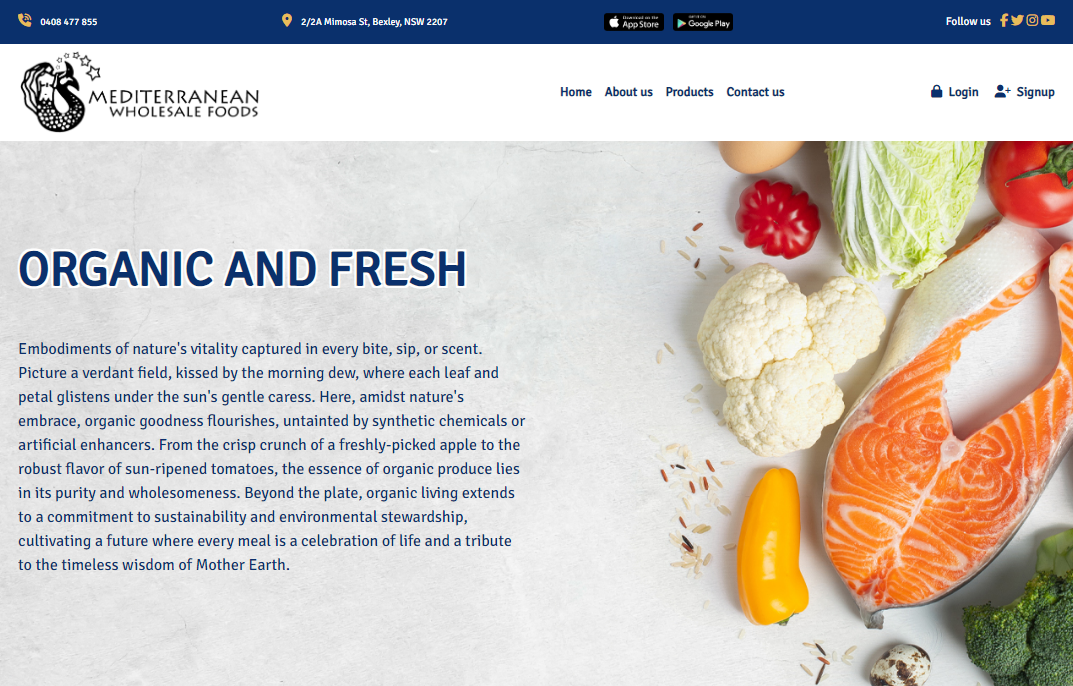 0408 477 855
2/2A Mimosa St, Bexley, NSW 2207
Download on the
App Store
GET IT ON
Google Play
Follow us
MEDITERRANEAN
WHOLESALE FOODS
Home About us Products Contact us
Login Signup
ORGANIC AND FRESH
Embodiments of nature's vitality captured in every bite, sip, or scent.
Picture a verdant field, kissed by the morning dew, where each leaf and
petal glistens under the sun's gentle caress. Here, amidst nature's
embrace, organic goodness flourishes, untainted by synthetic chemicals or
artificial enhancers. From the crisp crunch of a freshly-picked apple to the
robust flavor of sun-ripened tomatoes, the essence of organic produce lies
in its purity and wholesomeness. Beyond the plate, organic living extends
to a commitment to sustainability and environmental stewardship,
cultivating a future where every meal is a celebration of life and a tribute
to the timeless wisdom of Mother Earth.